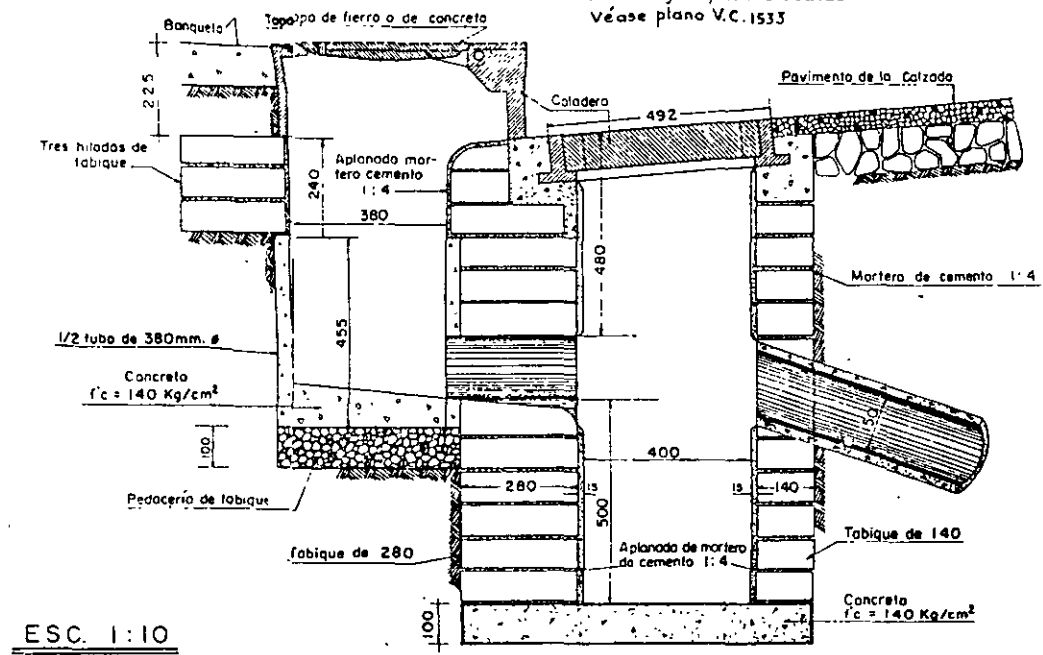 Véase plano V.C.1533
Banqueta
Tapa de fierro o de concreto
Coladera
Pavimento de la Calzada
225
492
Tres hiladas de
tabique
Aplanado mor-
tero cemento
1:4
240
380
480
Mortero de cemento 1:4
1/2 tubo de 380mm. ø
455
Concreto
f'c = 140 Kg/cm²
100
400
280
15
15
140
500
Pedacería de tabique
Tabique de 280
Aplanado de mortero
de cemento 1:4
Tabique de 140
Concreto
f'c = 140 Kg/cm²
100
ESC. 1:10